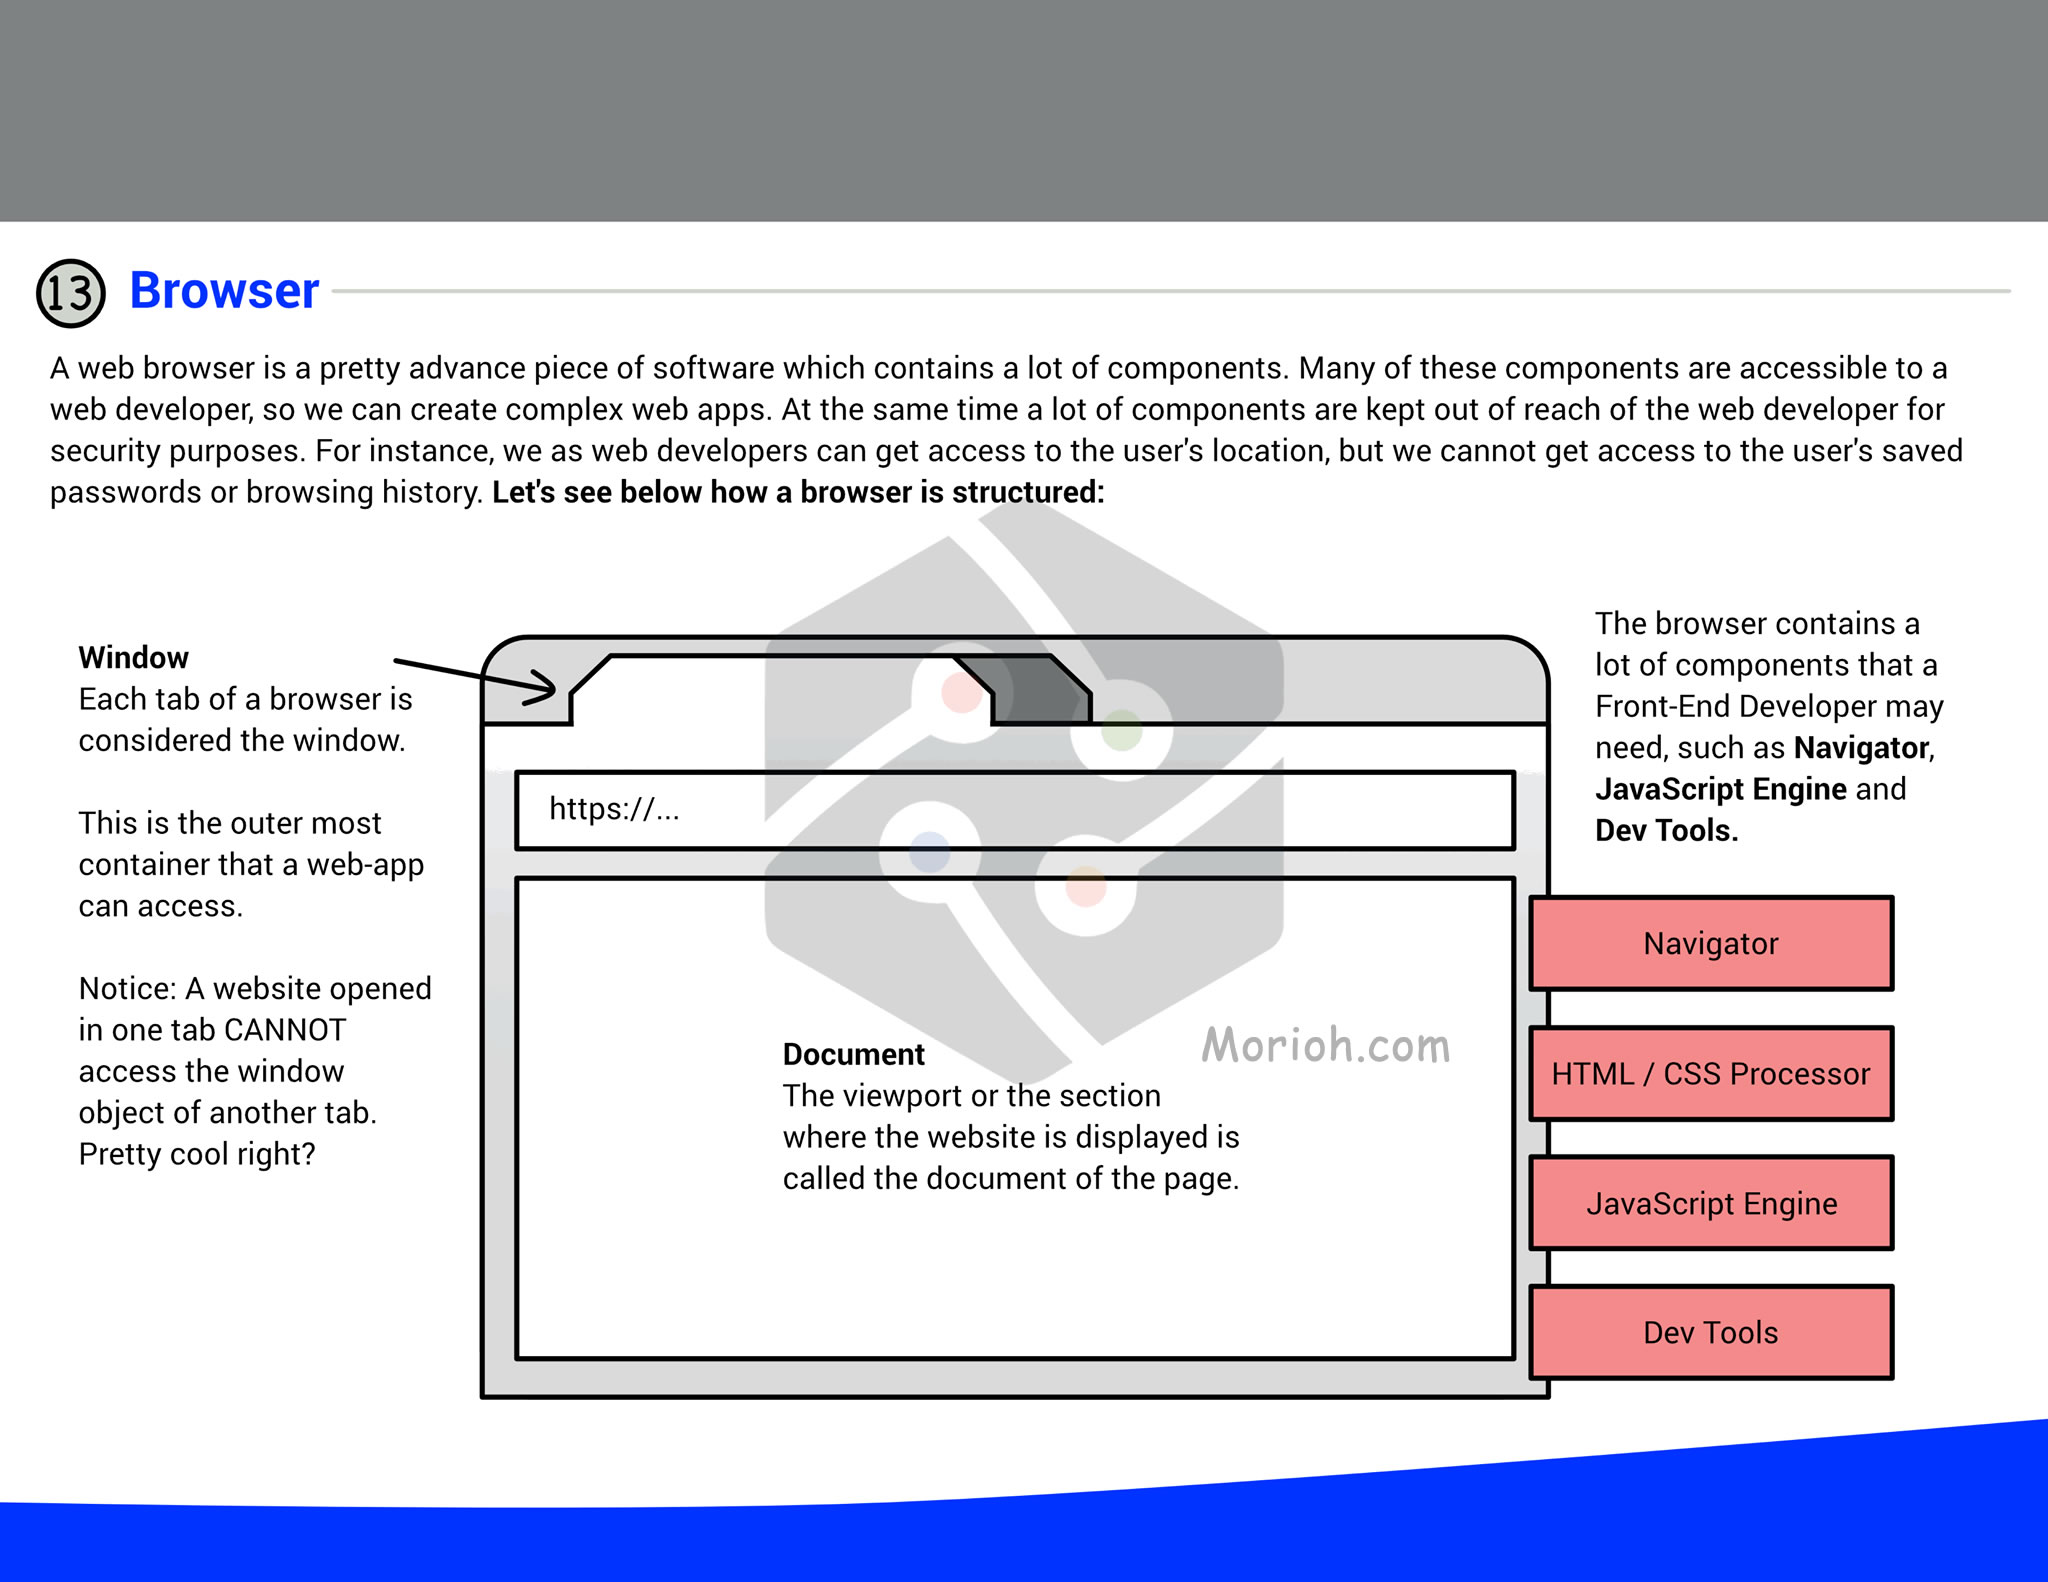 13 Browser
A web browser is a pretty advance piece of software which contains a lot of components. Many of these components are accessible to a
web developer, so we can create complex web apps. At the same time a lot of components are kept out of reach of the web developer for
security purposes. For instance, we as web developers can get access to the user's location, but we cannot get access to the user's saved
passwords or browsing history. Let's see below how a browser is structured:
Window
Each tab of a browser is
considered the window.
This is the outer most
container that a web-app
can access.
Notice: A website opened
in one tab CANNOT
access the window
object of another tab.
Pretty cool right?
https://...
Document
The viewport or the section
where the website is displayed is
called the document of the page.
Morioh.com
The browser contains a
lot of components that a
Front-End Developer may
need, such as Navigator,
JavaScript Engine and
Dev Tools.
Navigator
HTML / CSS Processor
JavaScript Engine
Dev Tools